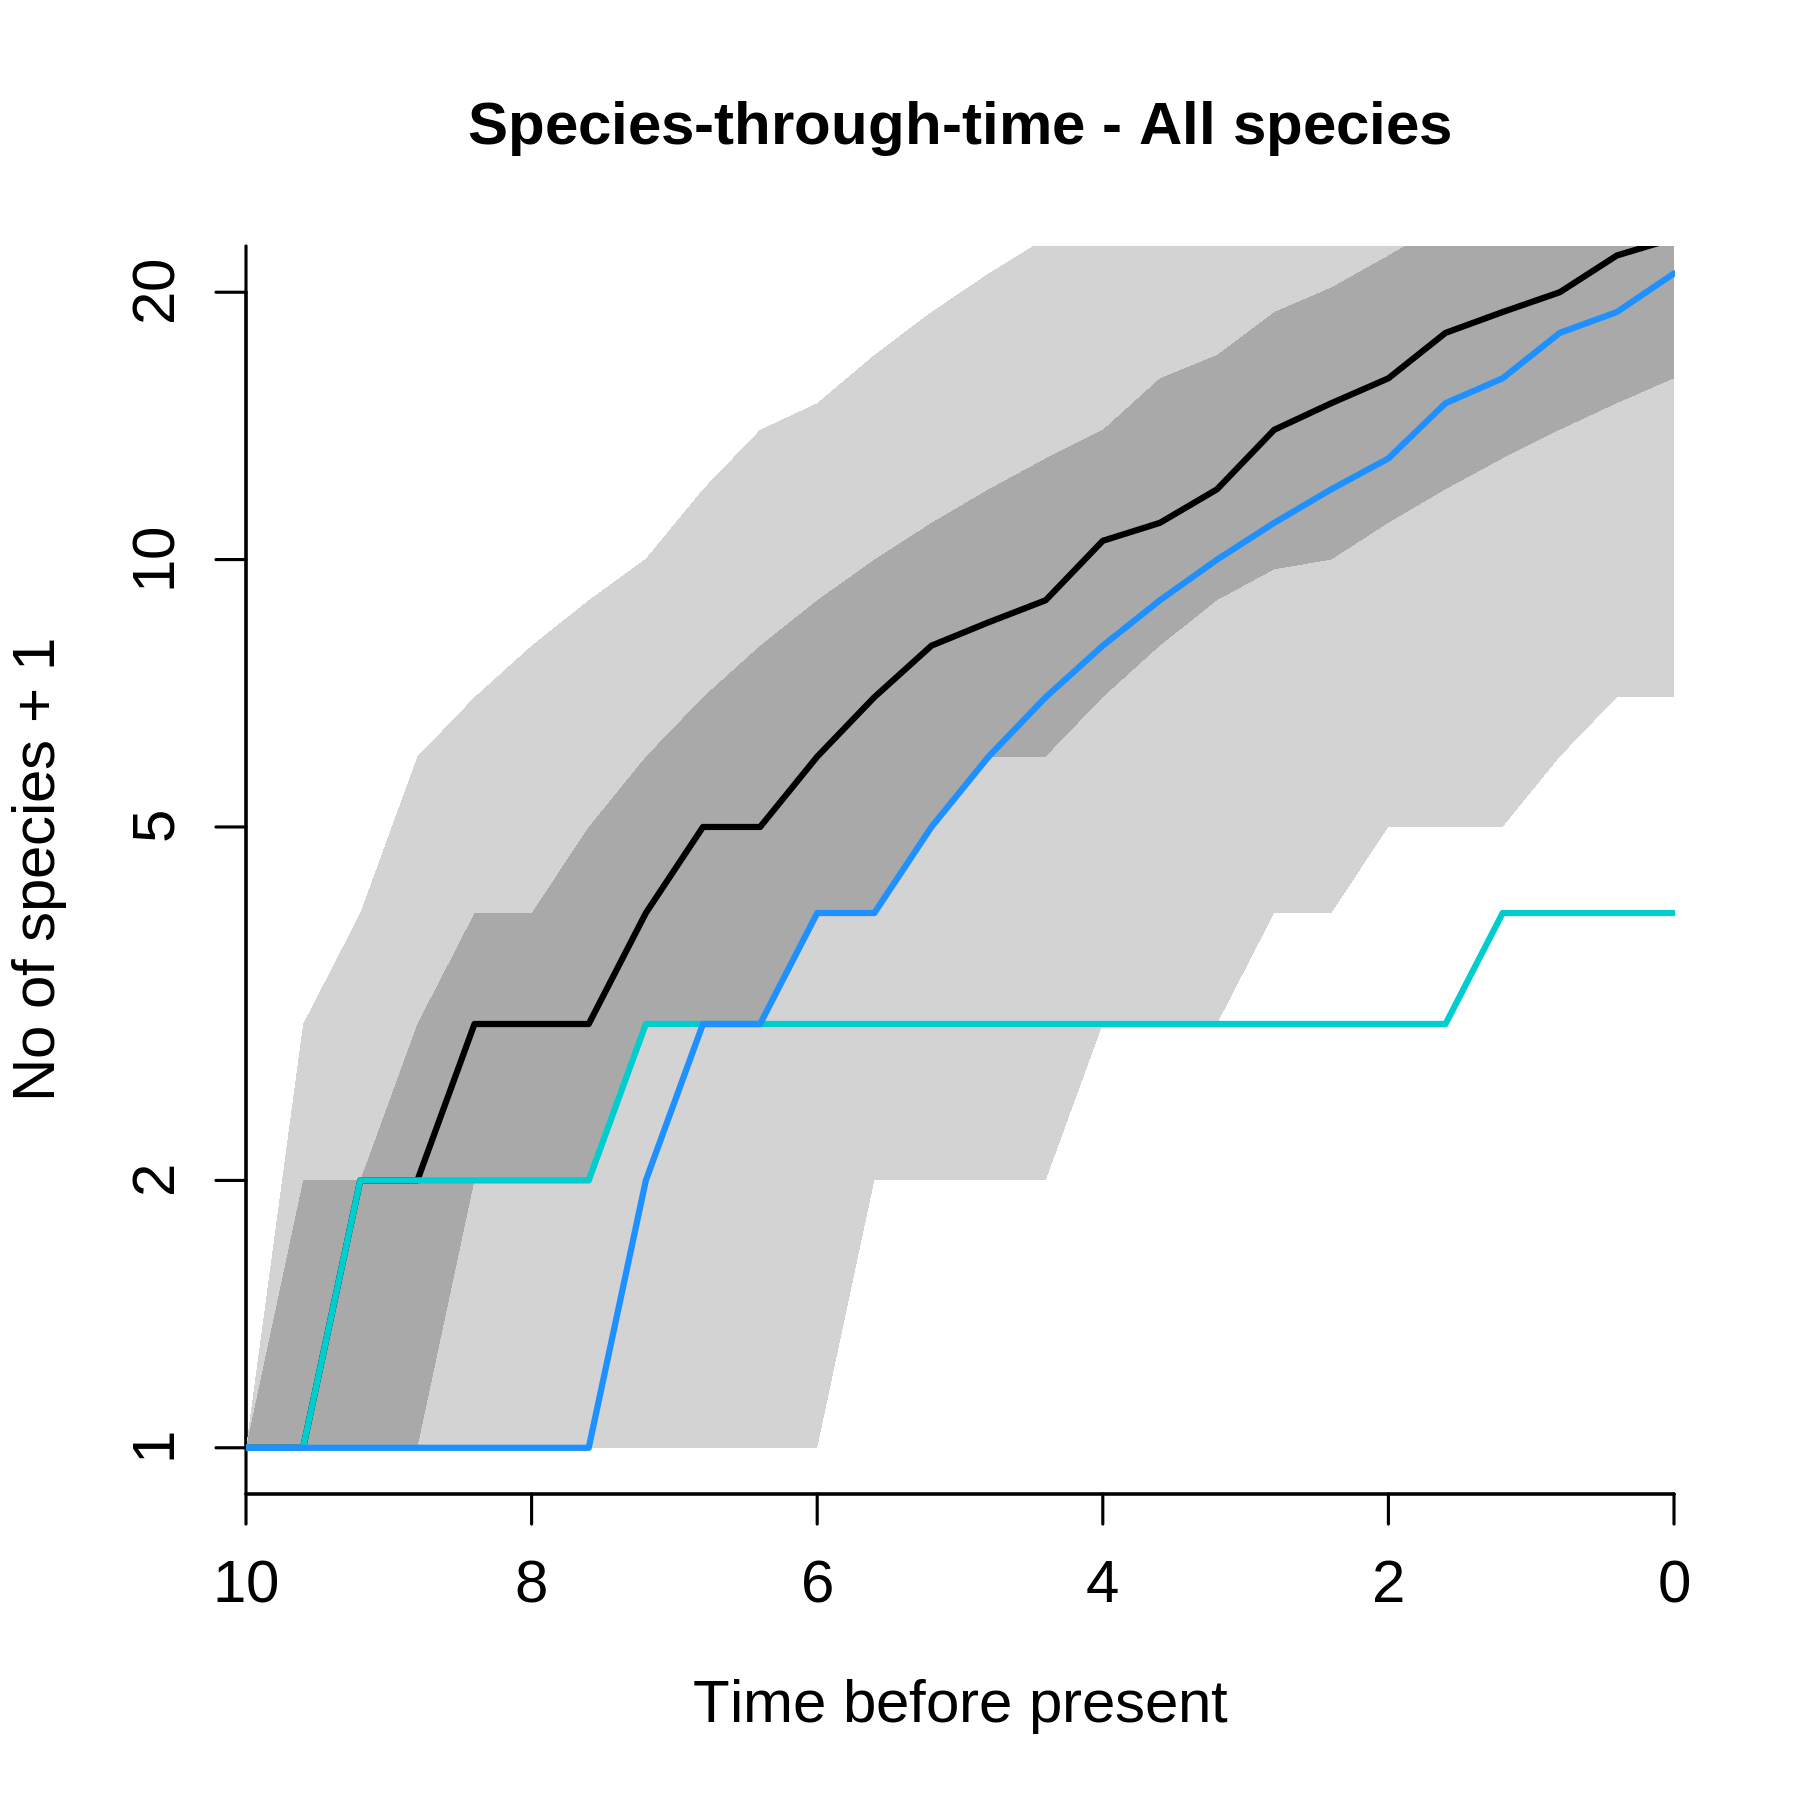 Species-through-time - All species
No of species + 1
20
10
5
2
1
10 8 6 4 2 0
Time before present